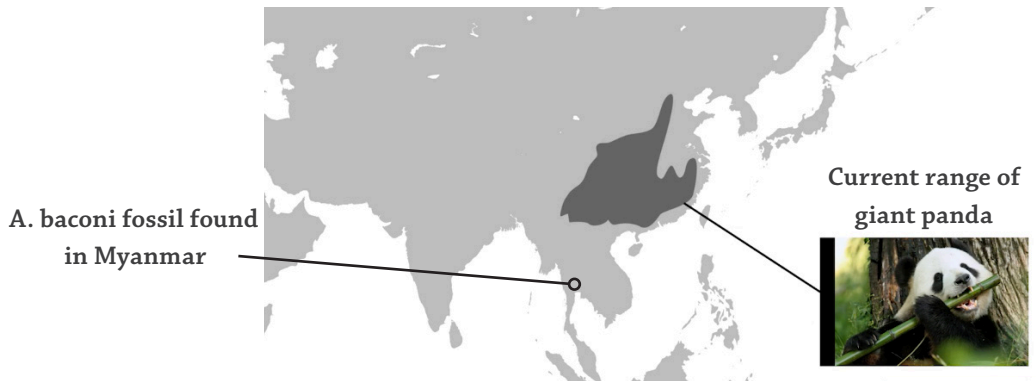 A. baconi fossil found
in Myanmar
Current range of
giant panda